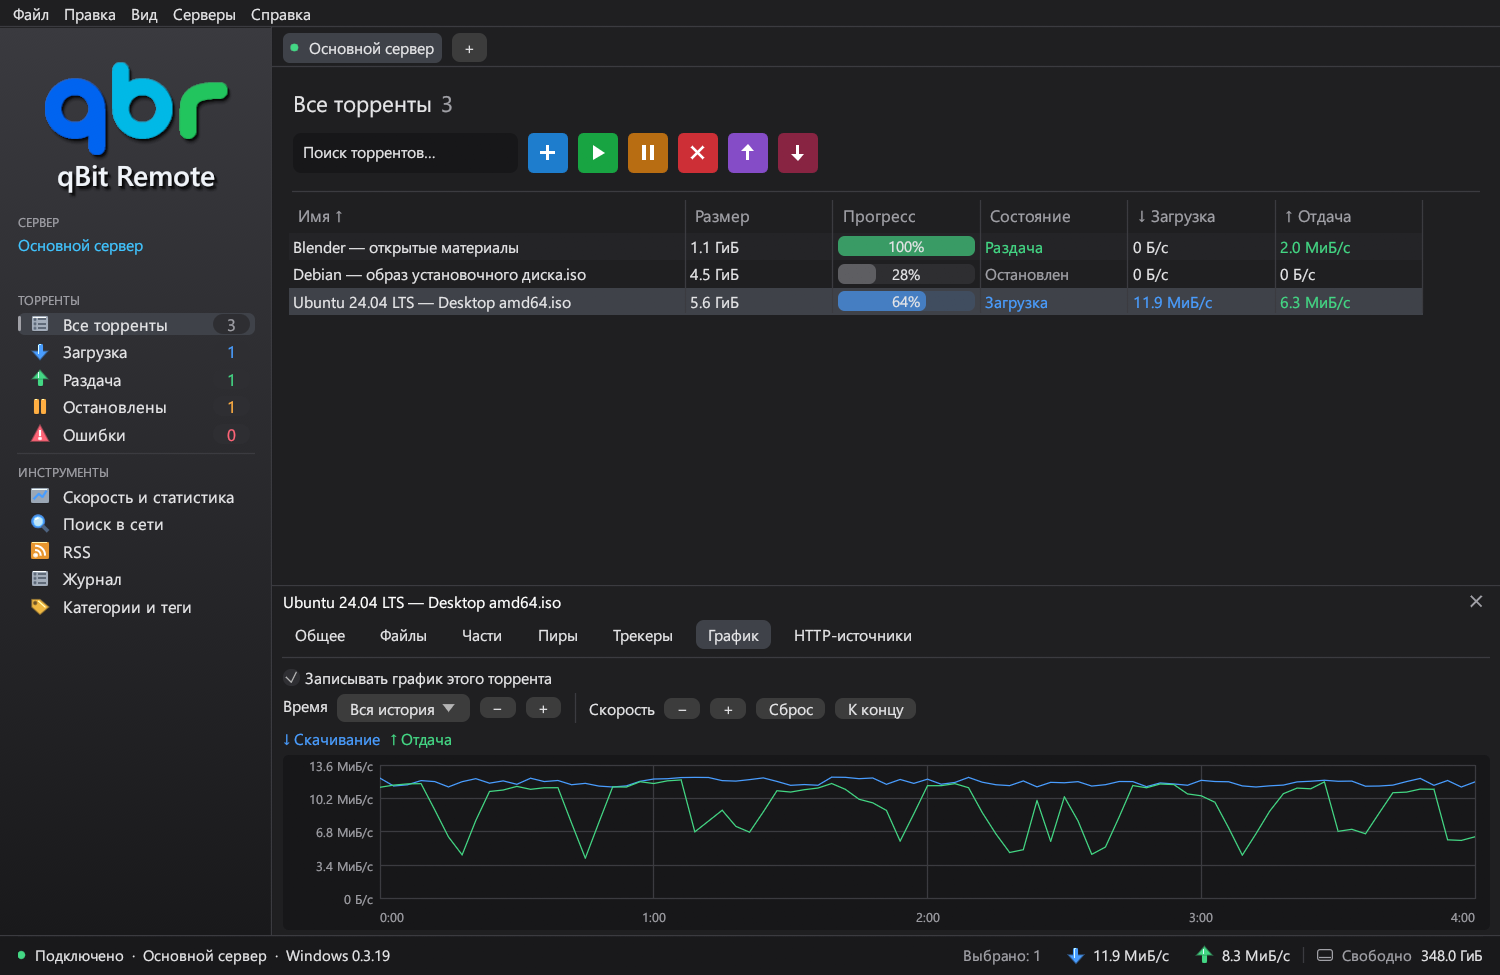 Файл Правка Вид Серверы Справка
qbr
qBit Remote
СЕРВЕР
Основной сервер
ТОРРЕНТЫ
Все торренты 3
Загрузка 1
Раздача 1
Остановлены 1
Ошибки 0
ИНСТРУМЕНТЫ
Скорость и статистика
Поиск в сети
RSS
Журнал
Категории и теги
Основной сервер +
Все торренты 3
Поиск торрентов...
Имя ↑ Размер Прогресс Состояние ↓ Загрузка ↑ Отдача
Blender — открытые материалы 1.1 ГиБ 100% Раздача 0 Б/с 2.0 МиБ/с
Debian — образ установочного диска.iso 4.5 ГиБ 28% Остановлен 0 Б/с 0 Б/с
Ubuntu 24.04 LTS — Desktop amd64.iso 5.6 ГиБ 64% Загрузка 11.9 МиБ/с 6.3 МиБ/с
Ubuntu 24.04 LTS — Desktop amd64.iso
Общее Файлы Части Пиры Трекеры График HTTP-источники
Записывать график этого торрента
Время Вся история − + Скорость − + Сброс К концу
↓ Скачивание ↑ Отдача
13.6 МиБ/с
10.2 МиБ/с
6.8 МиБ/с
3.4 МиБ/с
0 Б/с
0:00 1:00 2:00 3:00 4:00
Подключено · Основной сервер · Windows 0.3.19 Выбрано: 1 11.9 МиБ/с 8.3 МиБ/с Свободно 348.0 ГиБ